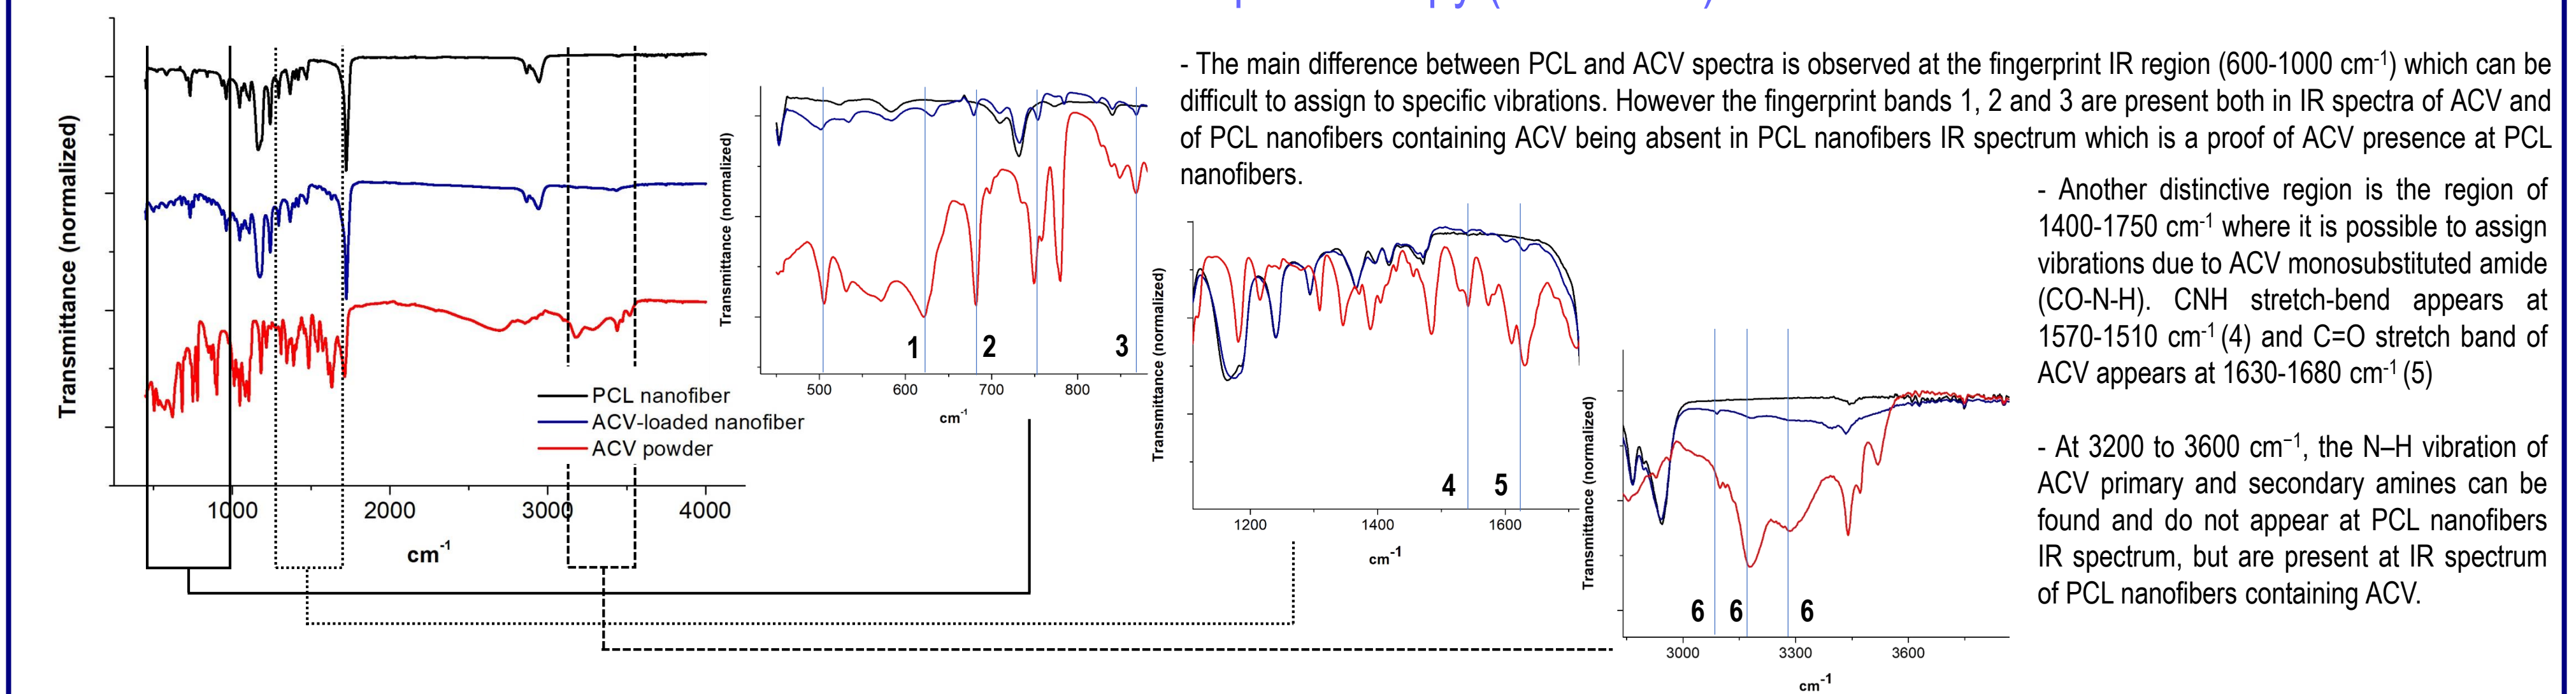 - The main difference between PCL and ACV spectra is observed at the fingerprint IR region (600-1000 cm⁻¹) which can be
difficult to assign to specific vibrations. However the fingerprint bands 1, 2 and 3 are present both in IR spectra of ACV and
of PCL nanofibers containing ACV being absent in PCL nanofibers IR spectrum which is a proof of ACV presence at PCL
nanofibers.
- Another distinctive region is the region of
1400-1750 cm⁻¹ where it is possible to assign
vibrations due to ACV monosubstituted amide
(CO-N-H). CNH stretch-bend appears at
1570-1510 cm⁻¹ (4) and C=O stretch band of
ACV appears at 1630-1680 cm⁻¹ (5)
- At 3200 to 3600 cm⁻¹, the N–H vibration of
ACV primary and secondary amines can be
found and do not appear at PCL nanofibers
IR spectrum, but are present at IR spectrum
of PCL nanofibers containing ACV.
Transmittance (normalized)
PCL nanofiber
ACV-loaded nanofiber
ACV powder
1000 2000 3000 4000
cm⁻¹
Transmittance (normalized)
1 2 3
500 600 700 800
cm⁻¹
Transmittance (normalized)
4 5
1200 1400 1600
cm⁻¹
Transmittance (normalized)
6 6 6
3000 3300 3600
cm⁻¹